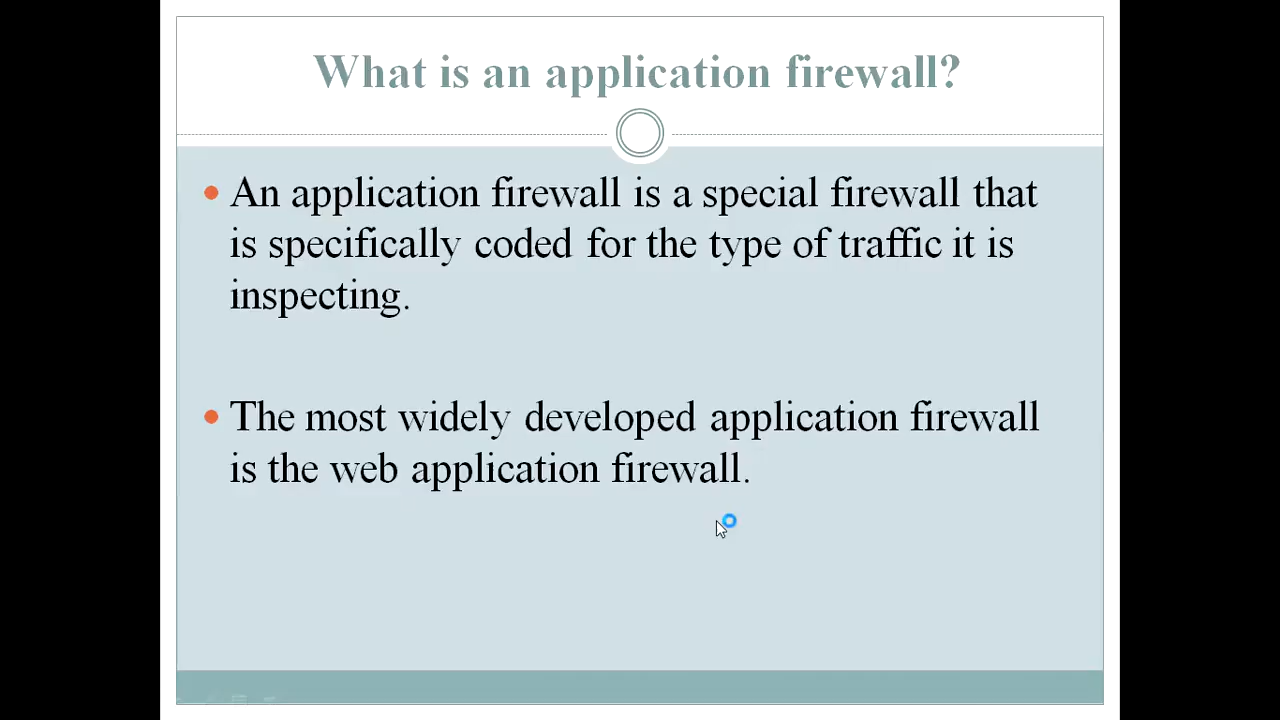 What is an application firewall?
• An application firewall is a special firewall that
is specifically coded for the type of traffic it is
inspecting.
• The most widely developed application firewall
is the web application firewall.